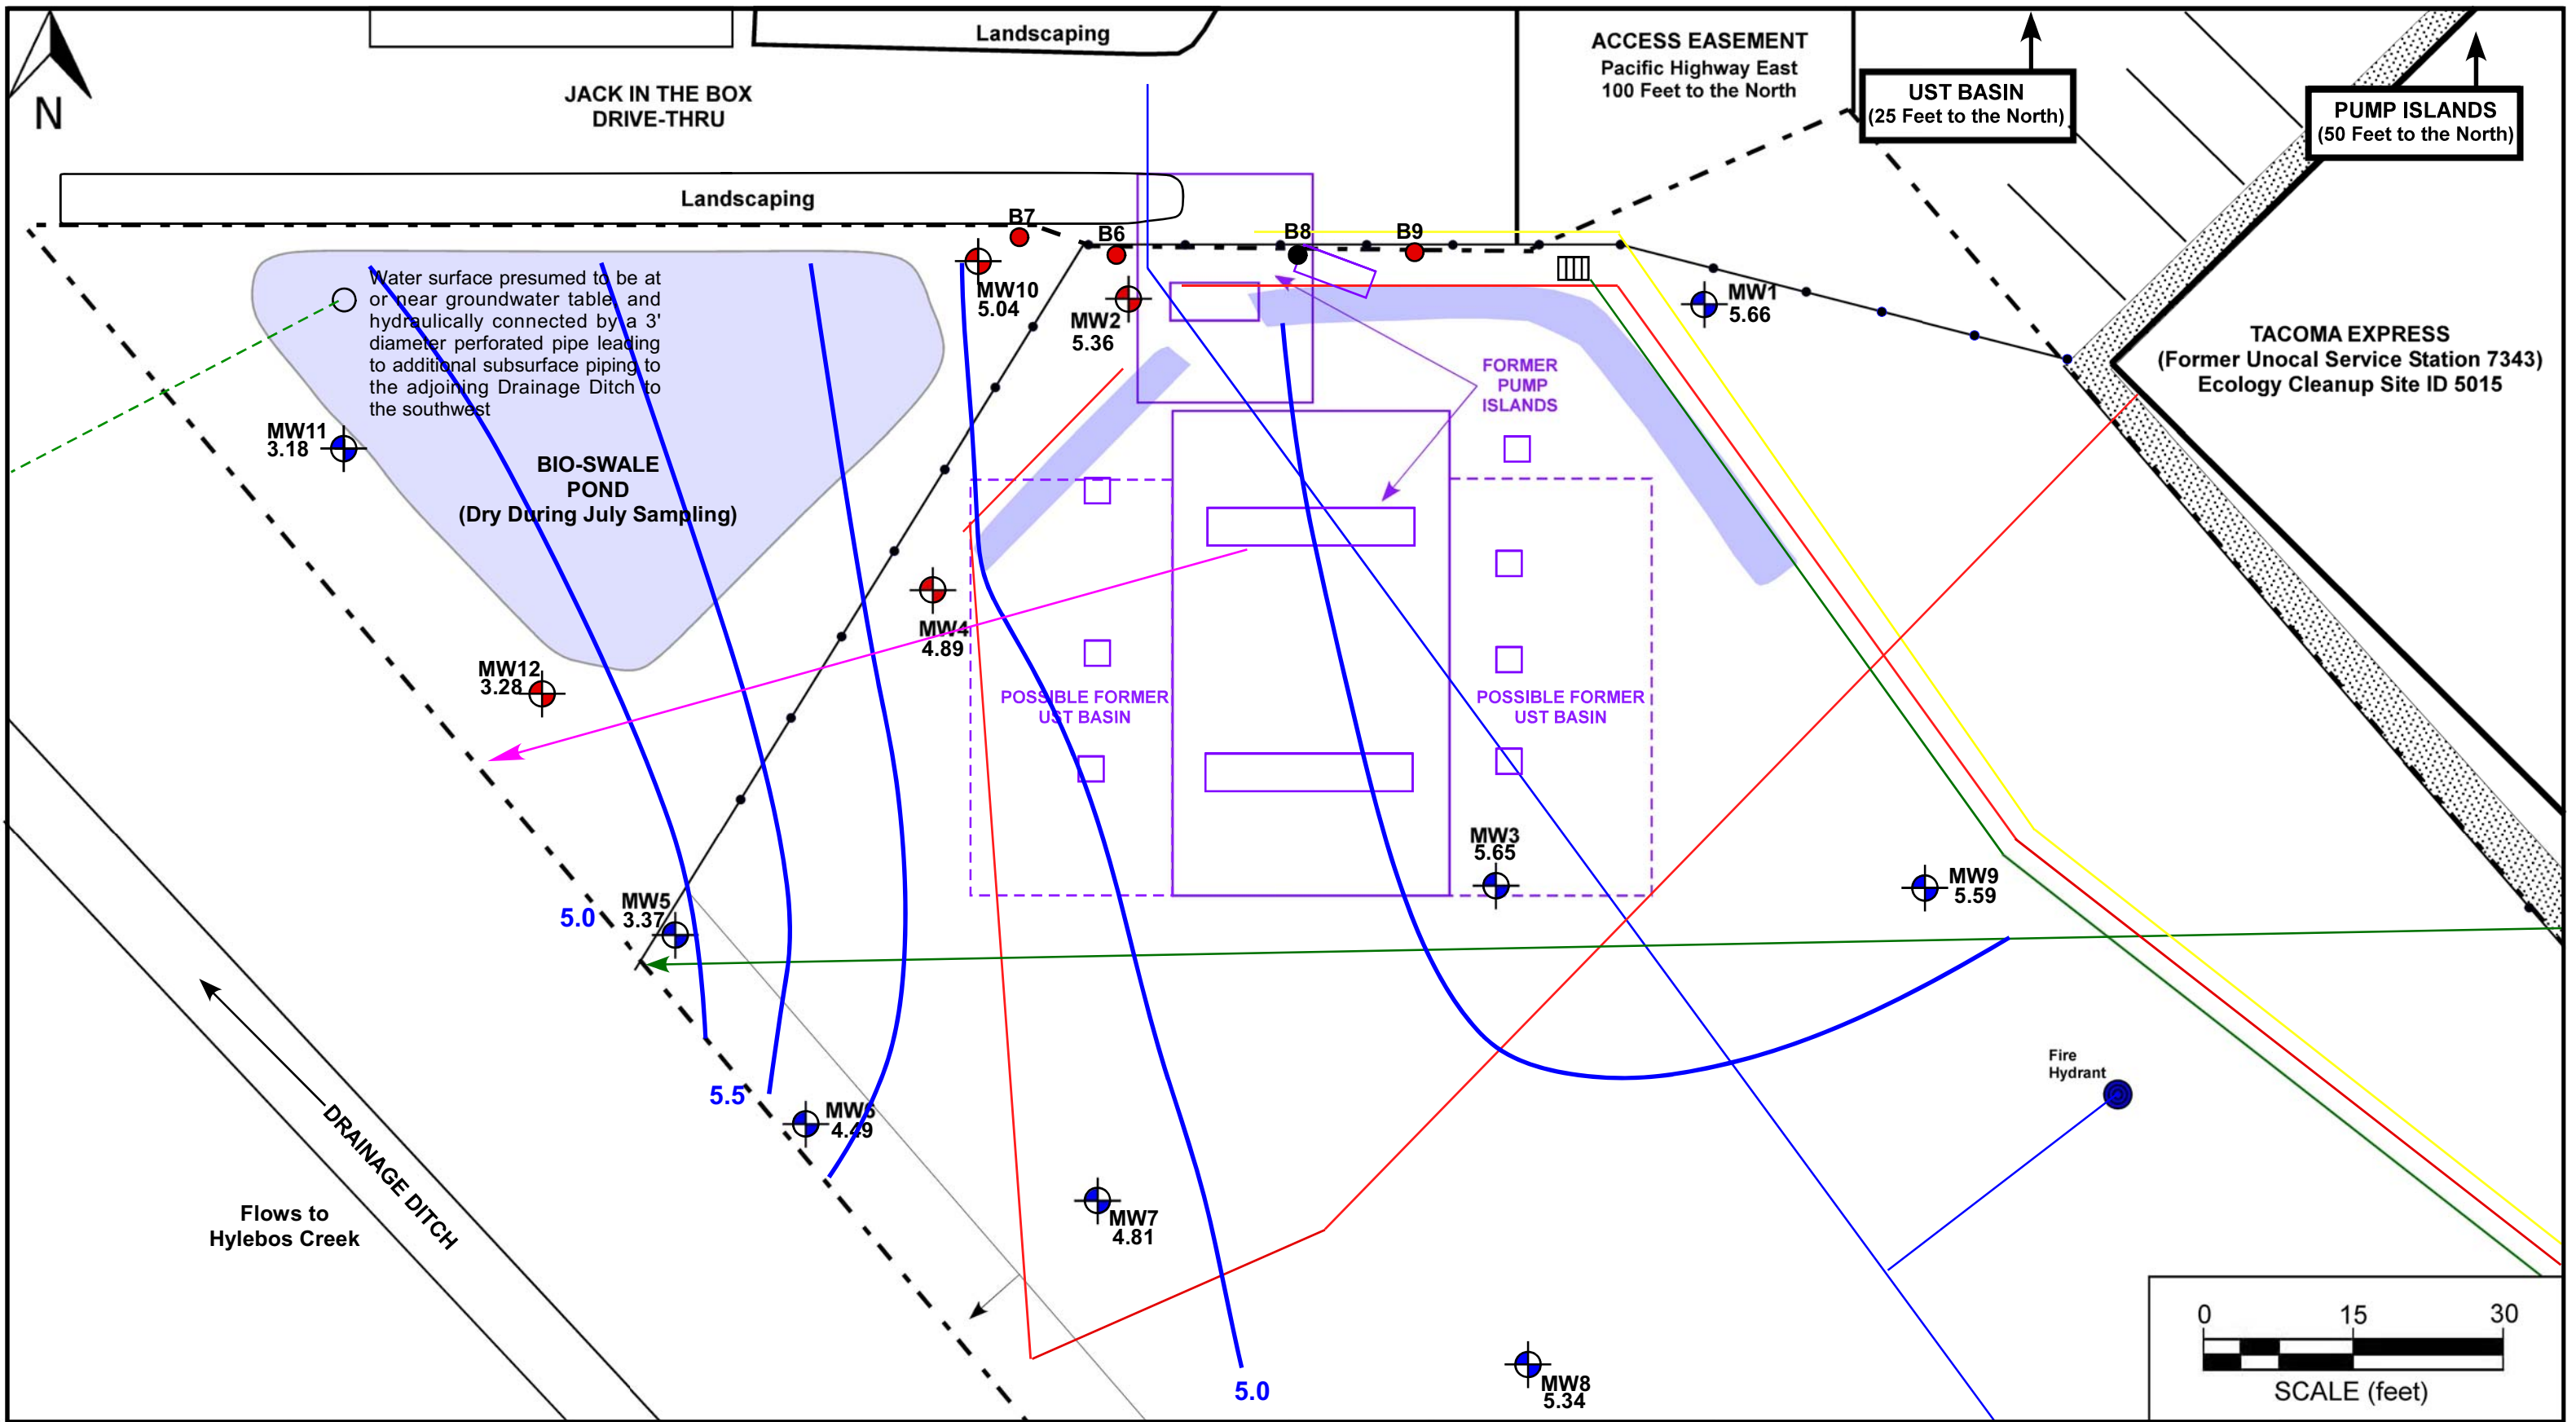 Landscaping
ACCESS EASEMENT
Pacific Highway East
100 Feet to the North
UST BASIN
(25 Feet to the North)
PUMP ISLANDS
(50 Feet to the North)
N
JACK IN THE BOX
DRIVE-THRU
Landscaping
B7
B6
B8
B9
Water surface presumed to be at
or near groundwater table, and
hydraulically connected by a 3'
diameter perforated pipe leading
to additional subsurface piping to
the adjoining Drainage Ditch to
the southwest
MW10
5.04
MW2
5.36
MW1
5.66
TACOMA EXPRESS
(Former Unocal Service Station 7343)
Ecology Cleanup Site ID 5015
FORMER
PUMP
ISLANDS
MW11
3.18
BIO-SWALE
POND
(Dry During July Sampling)
MW4
4.89
MW12
3.28
POSSIBLE FORMER
UST BASIN
POSSIBLE FORMER
UST BASIN
MW3
5.65
MW9
5.59
MW5
3.37
5.0
5.5
MW6
4.49
Fire
Hydrant
DRAINAGE DITCH
Flows to
Hylebos Creek
MW7
4.81
5.0
MW8
5.34
0 15 30
SCALE (feet)